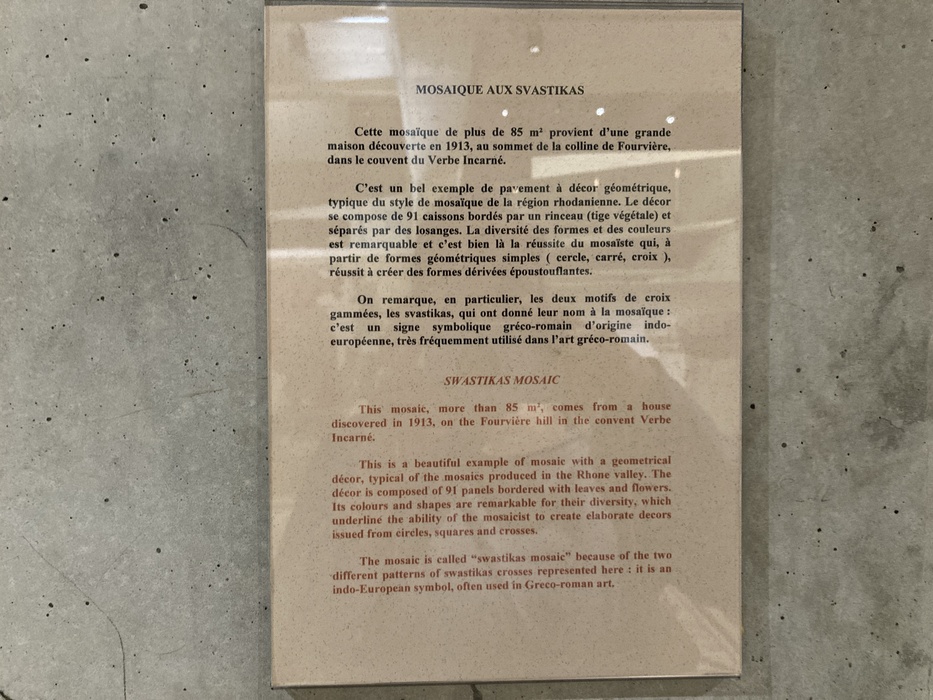 MOSAIQUE AUX SVASTIKAS
Cette mosaïque de plus de 85 m² provient d'une grande
maison découverte en 1913, au sommet de la colline de Fourvière,
dans le couvent du Verbe Incarné.
C'est un bel exemple de pavement à décor géométrique,
typique du style de mosaïque de la région rhodanienne. Le décor
se compose de 91 caissons bordés par un rinceau (tige végétale) et
séparés par des losanges. La diversité des formes et des couleurs
est remarquable et c'est bien là la réussite du mosaïste qui, à
partir de formes géométriques simples ( cercle, carré, croix ),
réussit à créer des formes dérivées époustouflantes.
On remarque, en particulier, les deux motifs de croix
gammées, les svastikas, qui ont donné leur nom à la mosaïque :
c'est un signe symbolique gréco-romain d'origine indo-
européenne, très fréquemment utilisé dans l'art gréco-romain.
SWASTIKAS MOSAIC
This mosaic, more than 85 m², comes from a house
discovered in 1913, on the Fourvière hill in the convent Verbe
Incarné.
This is a beautiful example of mosaic with a geometrical
décor, typical of the mosaics produced in the Rhone valley. The
décor is composed of 91 panels bordered with leaves and flowers.
Its colours and shapes are remarkable for their diversity, which
underline the ability of the mosaicist to create elaborate decors
issued from circles, squares and crosses.
The mosaic is called "swastikas mosaic" because of the two
different patterns of swastikas crosses represented here : it is an
indo-European symbol, often used in Greco-roman art.